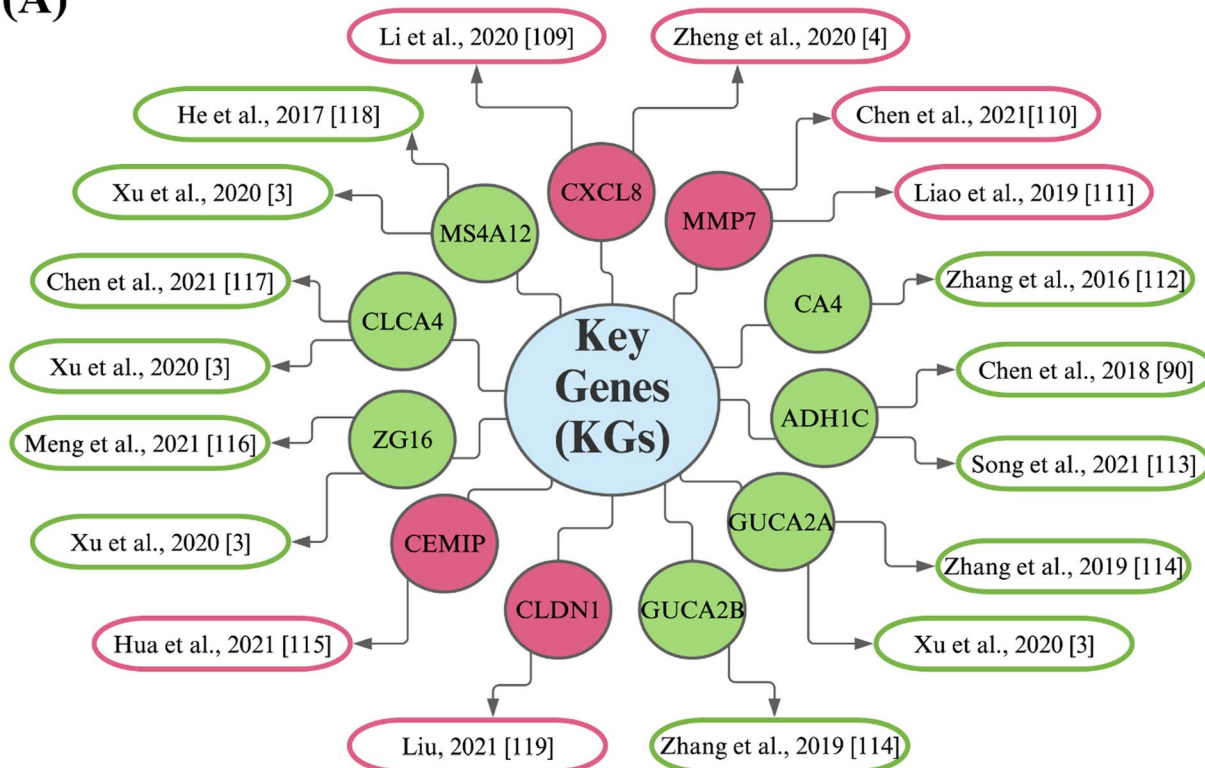 (A)
Li et al., 2020 [109]
Zheng et al., 2020 [4]
He et al., 2017 [118]
Chen et al., 2021[110]
Xu et al., 2020 [3]
CXCL8
MMP7
Liao et al., 2019 [111]
MS4A12
Chen et al., 2021 [117]
CLCA4
CA4
Zhang et al., 2016 [112]
Key
Genes
(KGs)
Xu et al., 2020 [3]
Chen et al., 2018 [90]
ADH1C
Meng et al., 2021 [116]
ZG16
Song et al., 2021 [113]
Xu et al., 2020 [3]
CEMIP
GUCA2A
Zhang et al., 2019 [114]
CLDN1
GUCA2B
Hua et al., 2021 [115]
Xu et al., 2020 [3]
Liu, 2021 [119]
Zhang et al., 2019 [114]